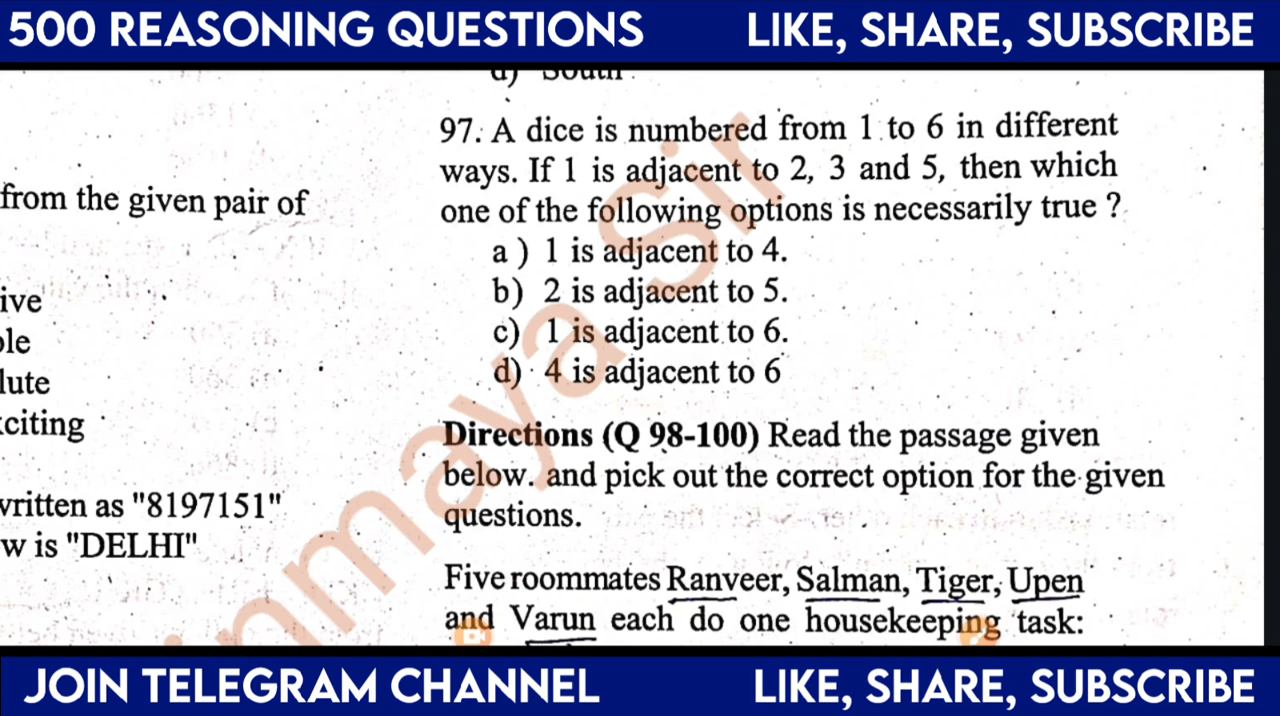 500 REASONING QUESTIONS LIKE, SHARE, SUBSCRIBE
d) South
97. A dice is numbered from 1 to 6 in different
ways. If 1 is adjacent to 2, 3 and 5, then which
one of the following options is necessarily true ?
a ) 1 is adjacent to 4.
b) 2 is adjacent to 5.
c) 1 is adjacent to 6.
d) 4 is adjacent to 6
Directions (Q 98-100) Read the passage given
below. and pick out the correct option for the given
questions.
Five roommates Ranveer, Salman, Tiger, Upen
and Varun each do one housekeeping task:
from the given pair of
ive
lute
citing
written as "8197151"
w is "DELHI"
nmaya Sir
JOIN TELEGRAM CHANNEL LIKE, SHARE, SUBSCRIBE